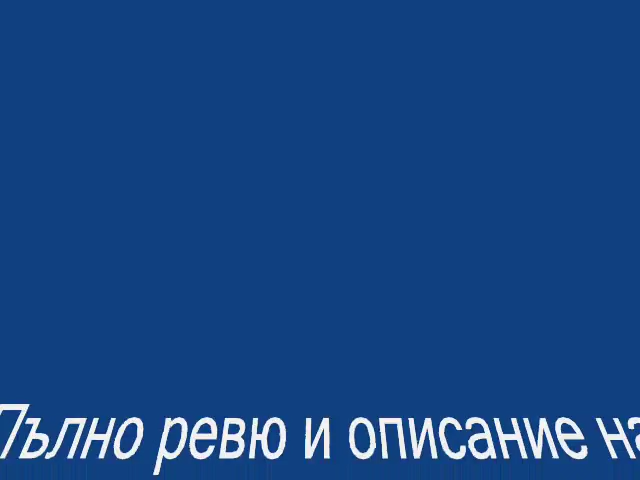 Пълно ревю и описание на